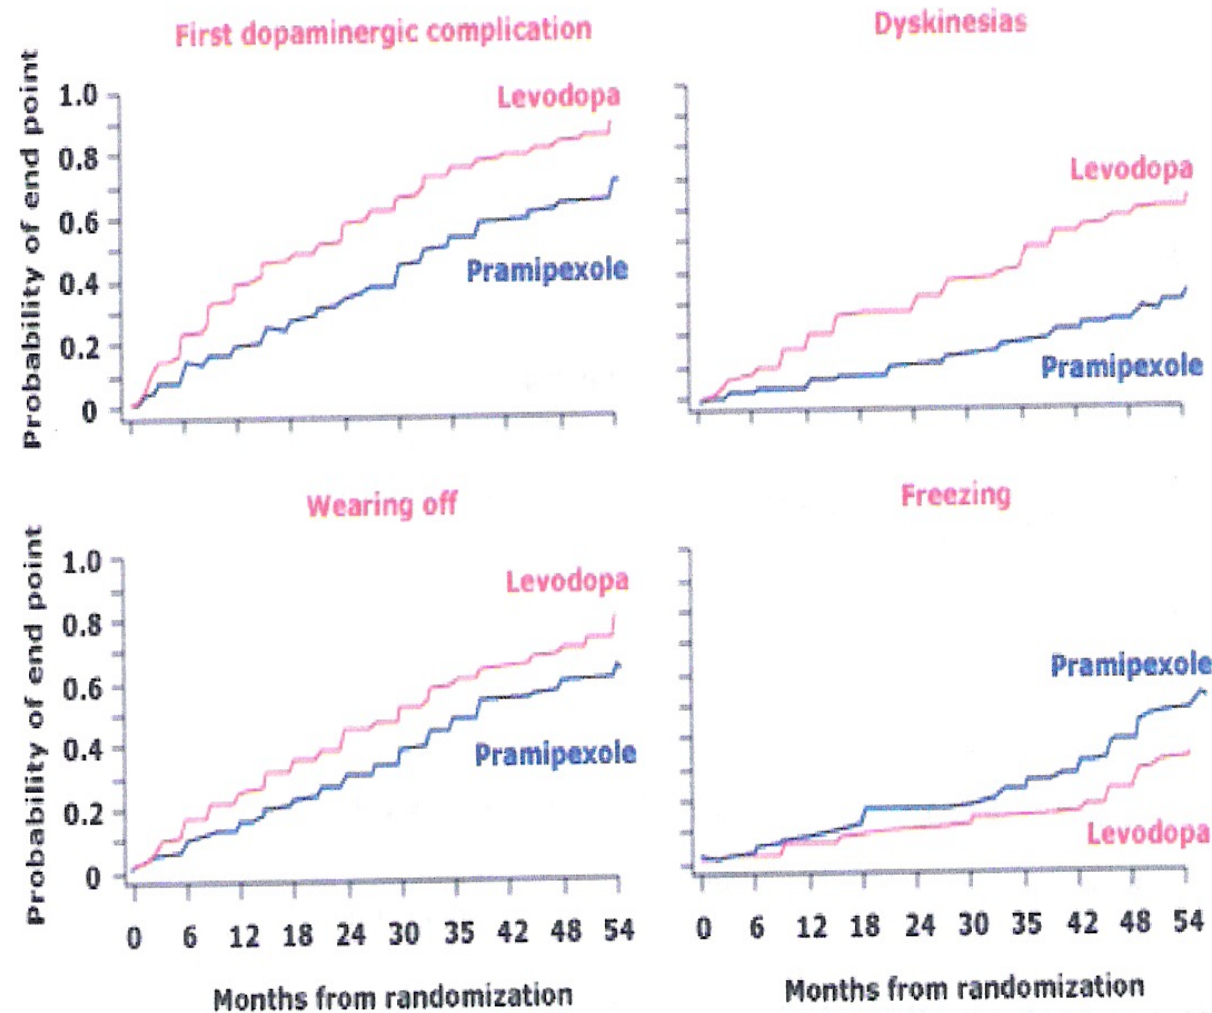 First dopaminergic complication
Probability of end point
1.0
0.8
0.6
0.4
0.2
0
Levodopa
Pramipexole
Dyskinesias
Levodopa
Pramipexole
Wearing off
Probability of end point
1.0
0.8
0.6
0.4
0.2
0
Levodopa
Pramipexole
0 6 12 18 24 30 35 42 48 54
Months from randomization
Freezing
Pramipexole
Levodopa
0 6 12 18 24 30 35 42 48 54
Months from randomization